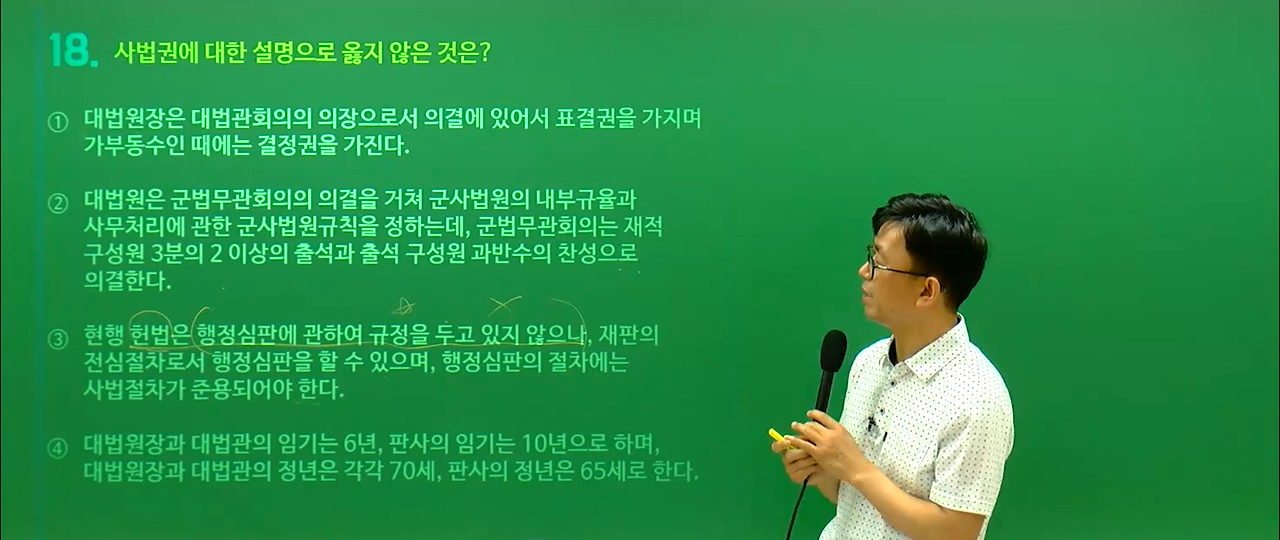 18. 사법권에 대한 설명으로 옳지 않은 것은?
① 대법원장은 대법관회의의 의장으로서 의결에 있어서 표결권을 가지며
가부동수인 때에는 결정권을 가진다.
② 대법원은 군법무관회의의 의결을 거쳐 군사법원의 내부규율과
사무처리에 관한 군사법원규칙을 정하는데, 군법무관회의는 재적
구성원 3분의 2 이상의 출석과 출석 구성원 과반수의 찬성으로
의결한다.
③ 현행 헌법은 행정심판에 관하여 규정을 두고 있지 않으나, 재판의
전심절차로서 행정심판을 할 수 있으며, 행정심판의 절차에는
사법절차가 준용되어야 한다.
④ 대법원장과 대법관의 임기는 6년, 판사의 임기는 10년으로 하며,
대법원장과 대법관의 정년은 각각 70세, 판사의 정년은 65세로 한다.